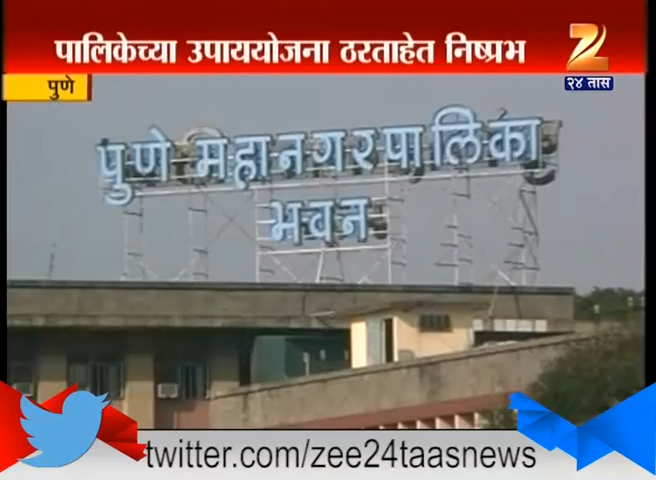 पालिकेच्या उपाययोजना ठरताहेत निष्प्रभ
२४ तास
पुणे
पुणे महानगरपालिका
भवन
twitter.com/zee24taasnews